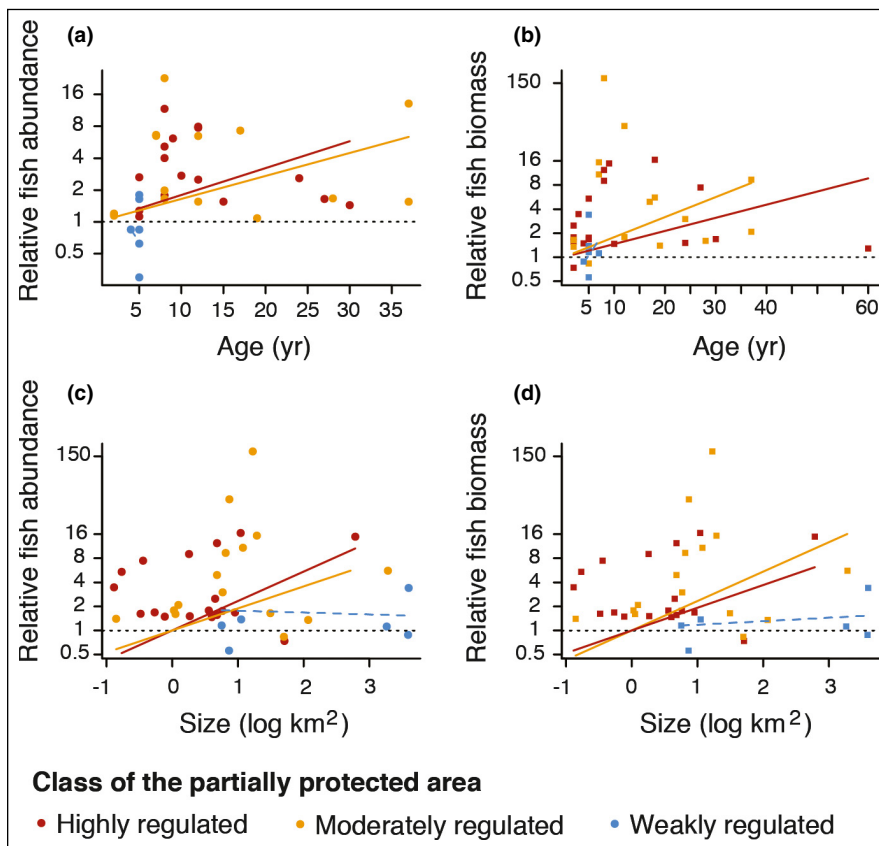 (a)
(b)
Relative fish abundance
16
8
4
2
1
0.5
5 10 15 20 25 30 35
Age (yr)
Relative fish biomass
150
16
8
4
2
1
0.5
5 10 20 30 45 60
Age (yr)
(c)
(d)
Relative fish abundance
150
16
8
4
2
1
0.5
-1 0 1 2 3
Size (log km²)
Relative fish biomass
150
16
8
4
2
1
0.5
-1 0 1 2 3
Size (log km²)
Class of the partially protected area
Highly regulated Moderately regulated Weakly regulated